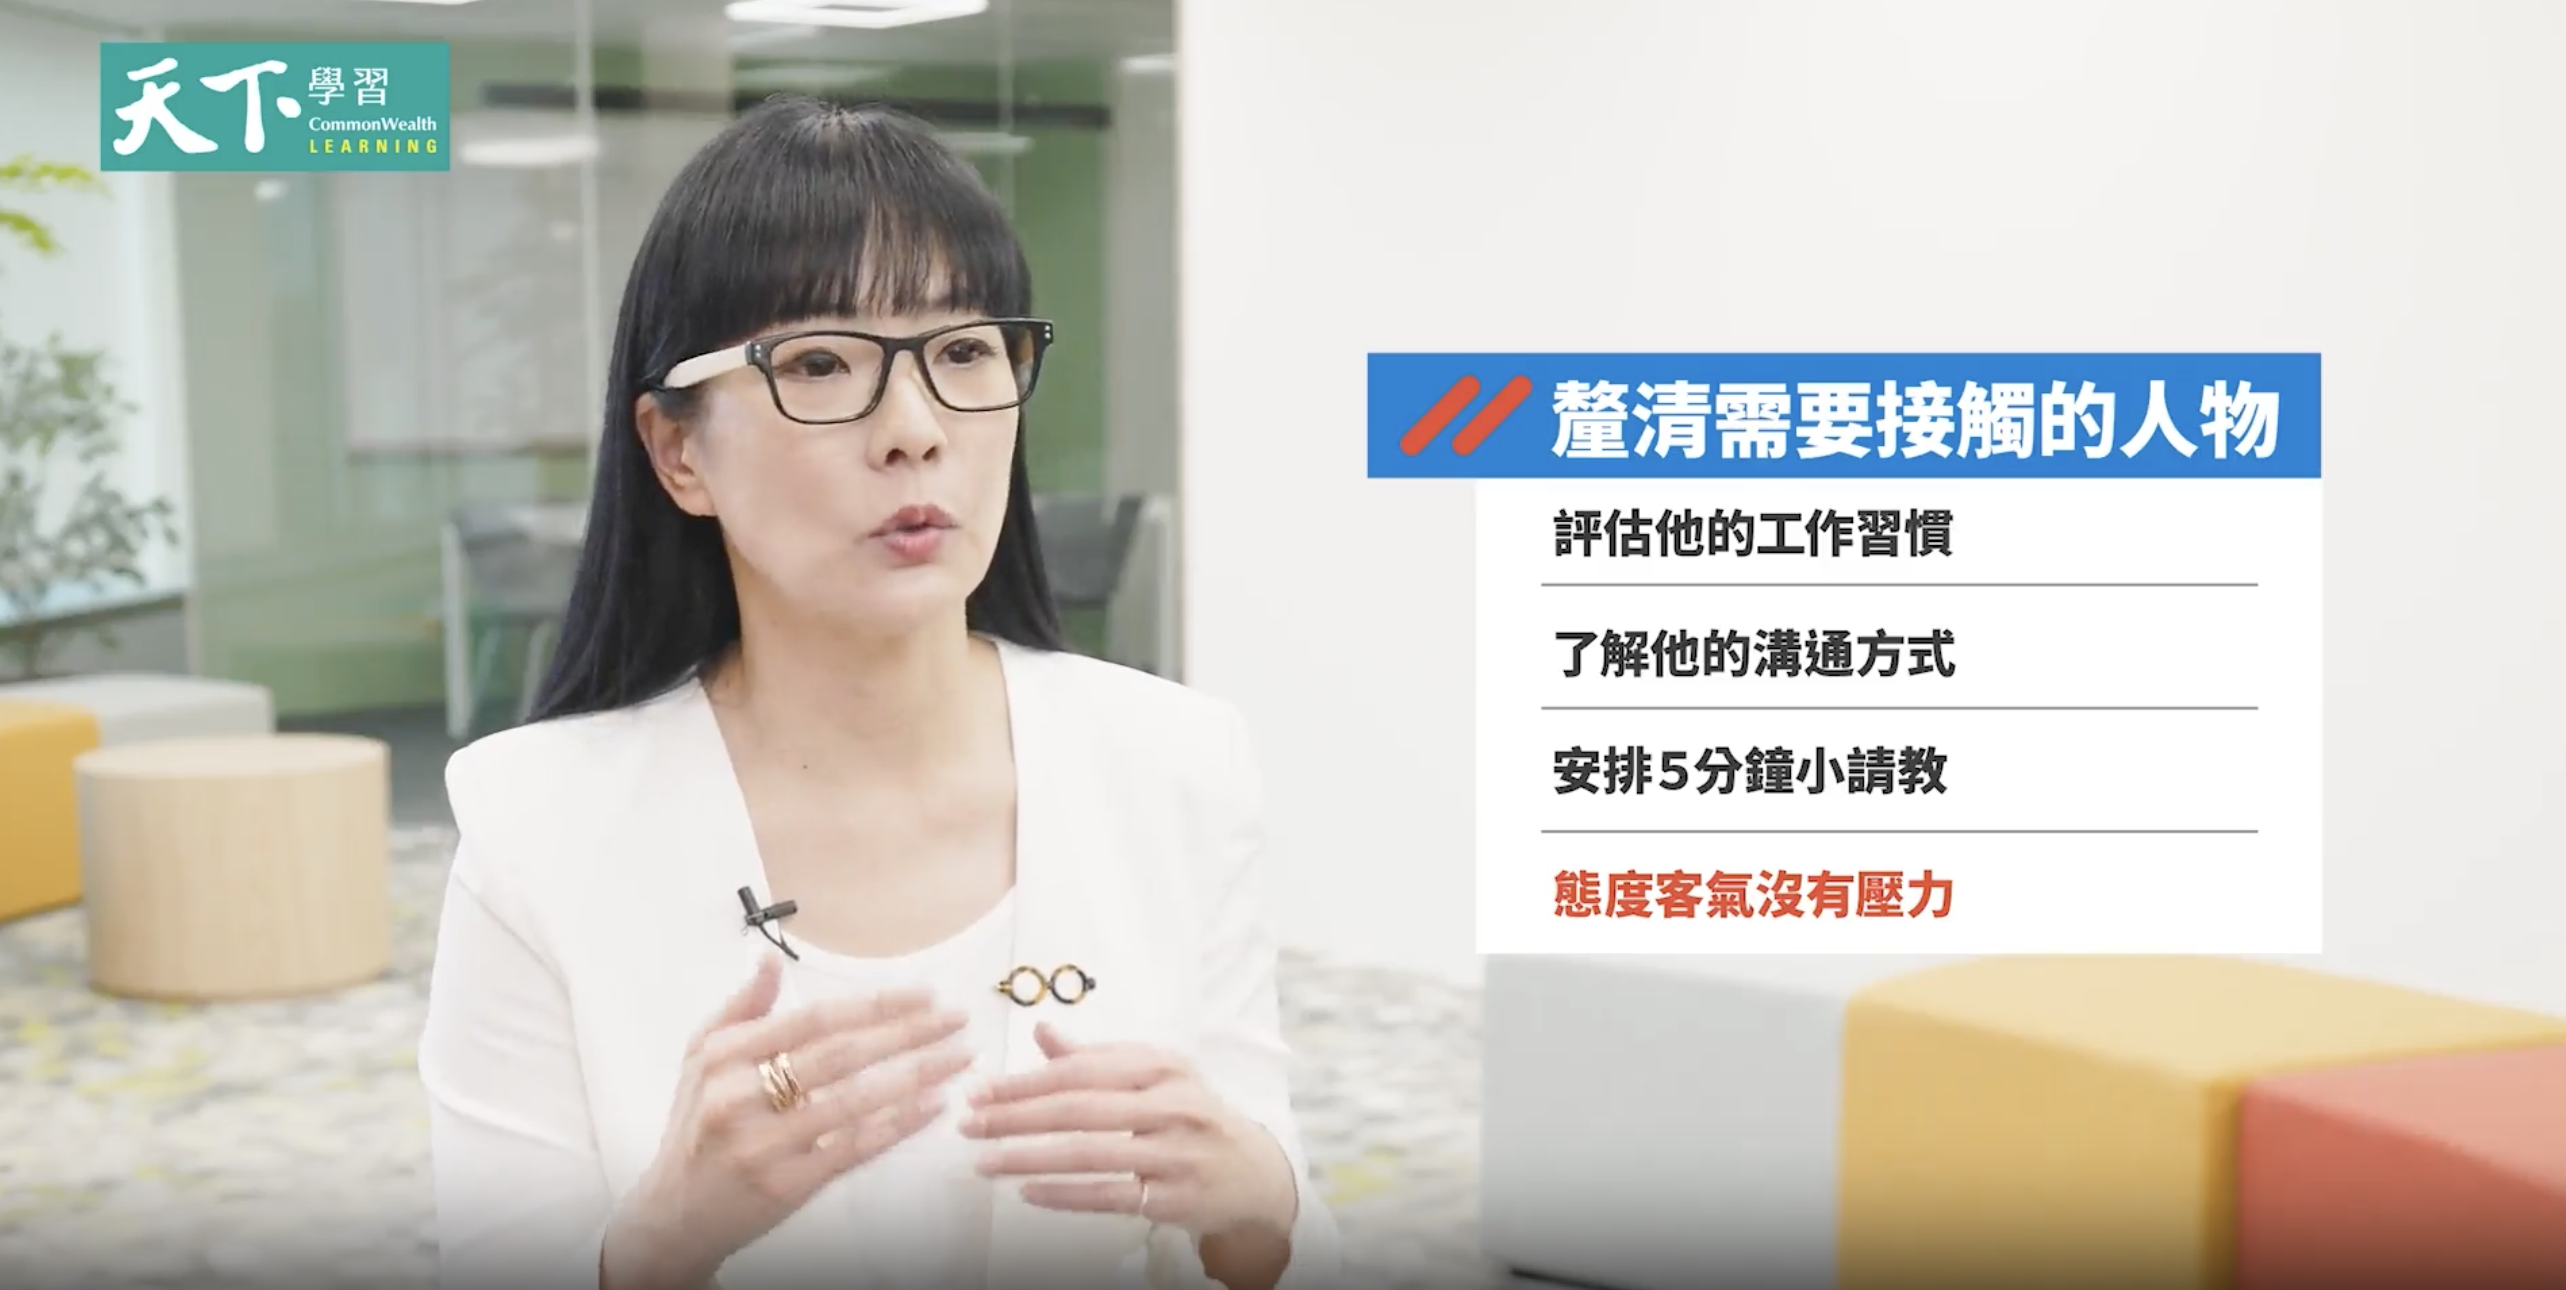 天下學習
CommonWealth
LEARNING
釐清需要接觸的人物
評估他的工作習慣
了解他的溝通方式
安排5分鐘小請教
態度客氣沒有壓力